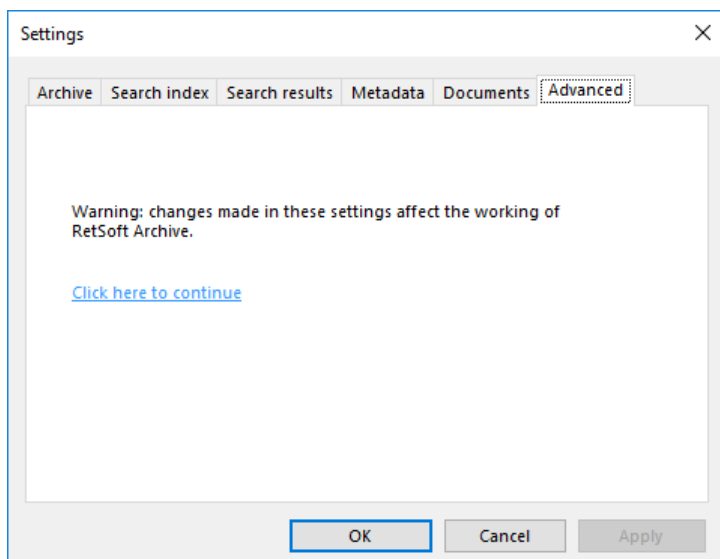 Settings
Archive Search index Search results Metadata Documents Advanced
Warning: changes made in these settings affect the working of
RetSoft Archive.
Click here to continue
OK Cancel Apply